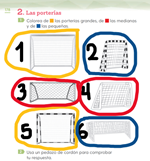 2. Las porterías
Colorea de las porterías grandes, de las medianas
y de las pequeñas.
1
2
3
4
5
6
Usa un pedazo de cordón para comprobar
tu respuesta.